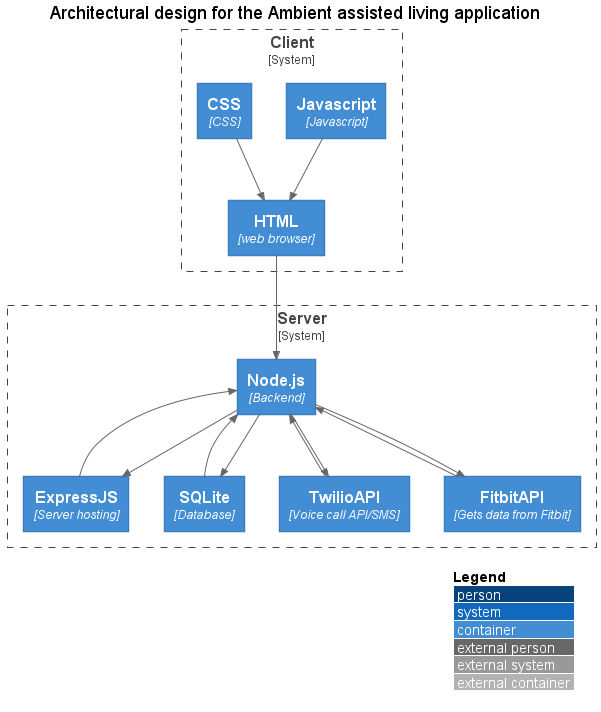 Architectural design for the Ambient assisted living application
Client
[System]
CSS
[CSS]
Javascript
[Javascript]
HTML
[web browser]
Server
[System]
Node.js
[Backend]
ExpressJS
[Server hosting]
SQLite
[Database]
TwilioAPI
[Voice call API/SMS]
FitbitAPI
[Gets data from Fitbit]
Legend
person
system
container
external person
external system
external container